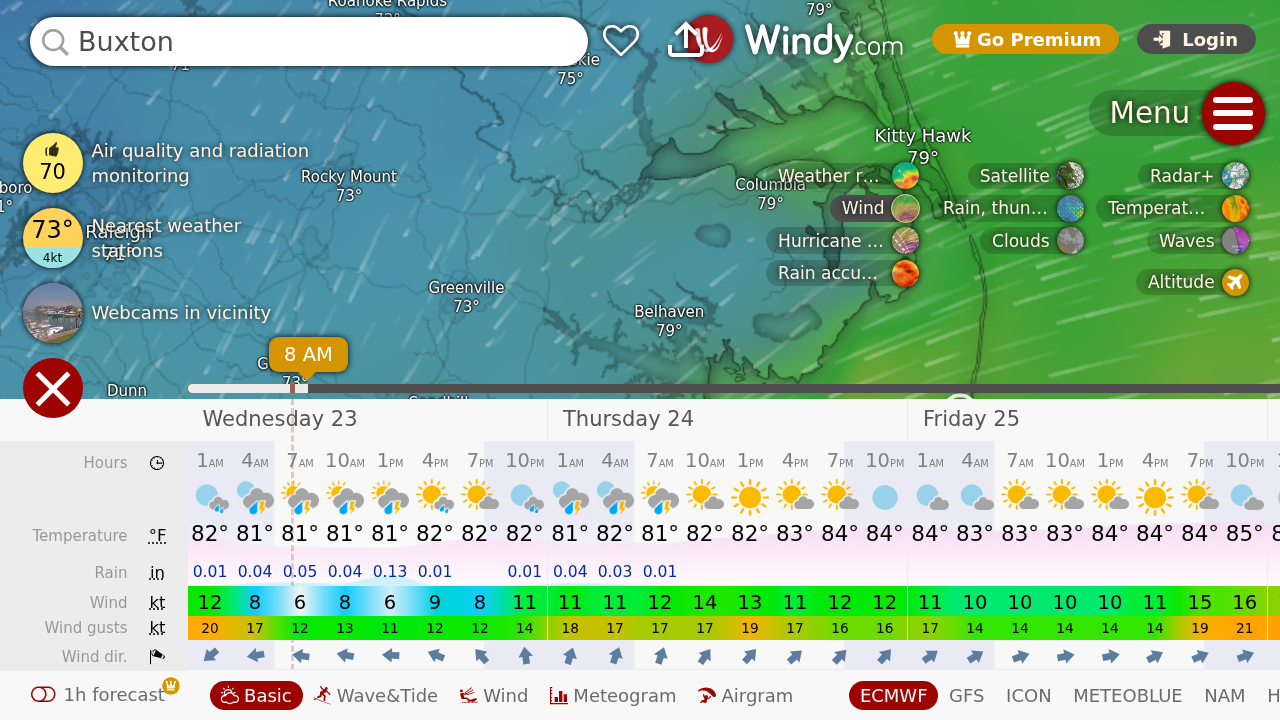 Roanoke Rapids
79°
Buxton
Windy.com
Go Premium
Login
75°
Menu
Kitty Hawk
79°
70
Air quality and radiation
monitoring
Rocky Mount
73°
Columbia
79°
Weather r...
Satellite
Radar+
Wind
Rain, thun...
Temperat...
Hurricane ...
Clouds
Waves
Rain accu...
Altitude
73°
4kt
Nearest weather
stations
Raleigh
71°
Greenville
73°
Belhaven
79°
Webcams in vicinity
8 AM
73°
Dunn
Wednesday 23 Thursday 24 Friday 25
Hours 1AM 4AM 7AM 10AM 1PM 4PM 7PM 10PM 1AM 4AM 7AM 10AM 1PM 4PM 7PM 10PM 1AM 4AM 7AM 10AM 1PM 4PM 7PM 10PM
Temperature °F 82° 81° 81° 81° 81° 82° 82° 82° 81° 82° 81° 82° 82° 83° 84° 84° 84° 83° 83° 83° 84° 84° 84° 85°
Rain in 0.01 0.04 0.05 0.04 0.13 0.01 0.01 0.04 0.03 0.01
Wind kt 12 8 6 8 6 9 8 11 11 11 12 14 13 11 12 12 11 10 10 10 10 11 15 16
Wind gusts kt 20 17 12 13 11 12 12 14 18 17 17 17 19 17 16 16 17 14 14 14 14 14 19 21
Wind dir.
1h forecast
Basic
Wave&Tide
Wind
Meteogram
Airgram
ECMWF
GFS
ICON
METEOBLUE
NAM